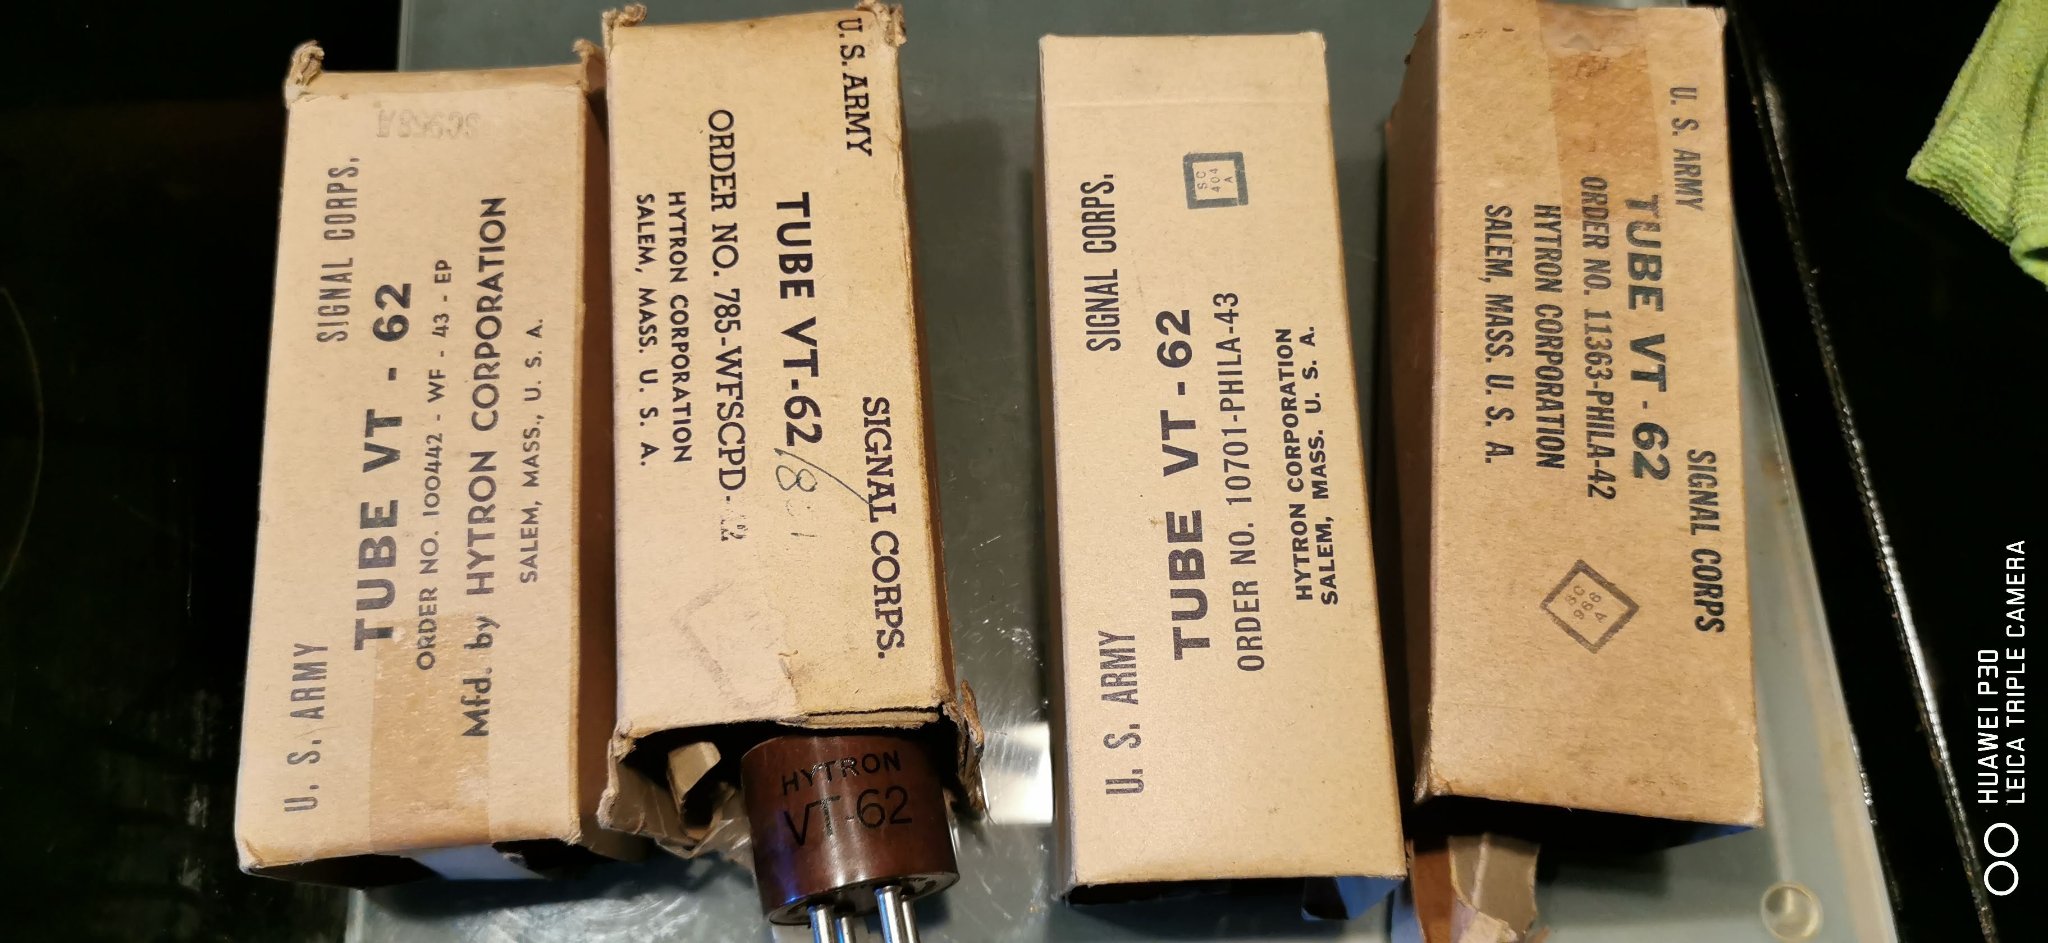 SC968A
U. S. ARMY SIGNAL CORPS.
TUBE VT - 62
ORDER NO. 100442 - WF - 43 - EP
Mfd. by HYTRON CORPORATION
SALEM, MASS., U. S. A.
U.S. ARMY SIGNAL CORPS.
TUBE VT-62
ORDER NO. 785-WFSCPD-42
HYTRON CORPORATION
SALEM, MASS. U. S. A.
HYTRON
VT-62
SC
404
A
U. S. ARMY SIGNAL CORPS.
TUBE VT - 62
ORDER NO. 10701-PHILA-43
HYTRON CORPORATION
SALEM, MASS. U. S. A.
U. S. ARMY SIGNAL CORPS
TUBE VT - 62
ORDER NO. 11363-PHILA-42
HYTRON CORPORATION
SALEM, MASS. U. S. A.
SC
966
A
HUAWEI P30
LEICA TRIPLE CAMERA